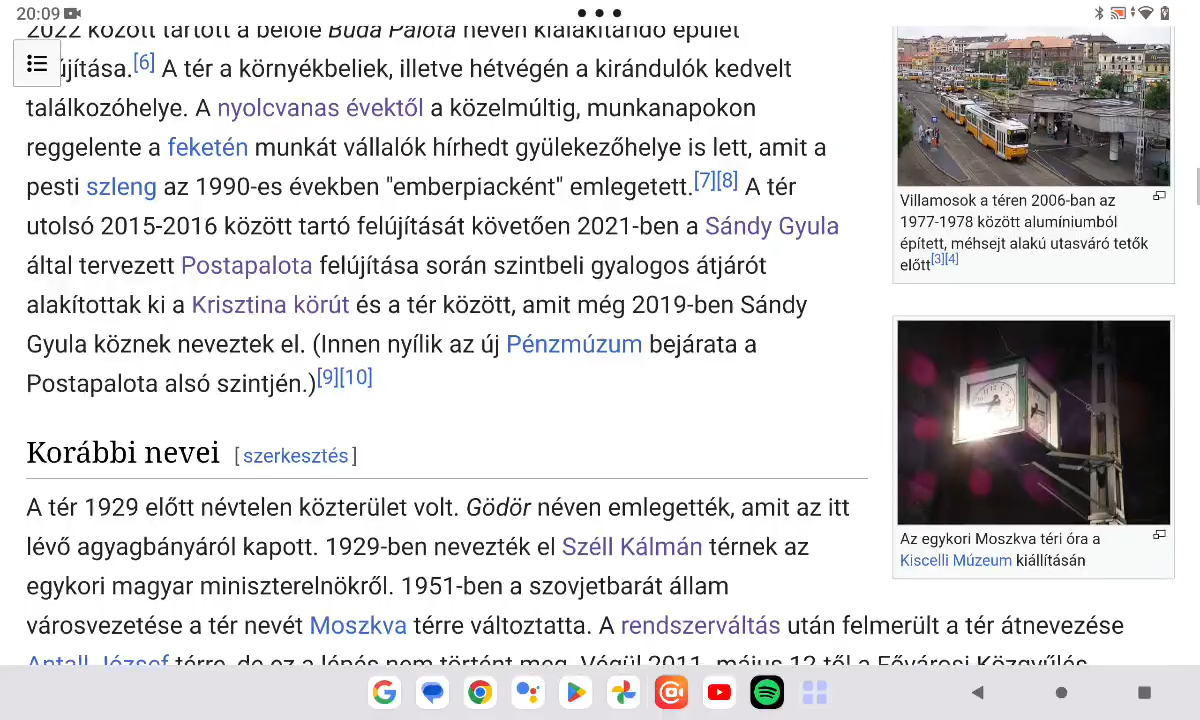 20:09
2022 között tartott a belőle Buda Palota néven kialakítandó épület
újítása.[6] A tér a környékbeliek, illetve hétvégén a kirándulók kedvelt
találkozóhelye. A nyolcvanas évektől a közelmúltig, munkanapokon
reggelente a feketén munkát vállalók hírhedt gyülekezőhelye is lett, amit a
pesti szleng az 1990-es években "emberpiacként" emlegetett.[7][8] A tér
utolsó 2015-2016 között tartó felújítását követően 2021-ben a Sándy Gyula
által tervezett Postapalota felújítása során szintbeli gyalogos átjárót
alakítottak ki a Krisztina körút és a tér között, amit még 2019-ben Sándy
Gyula köznek neveztek el. (Innen nyílik az új Pénzmúzum bejárata a
Postapalota alsó szintjén.)[9][10]
Korábbi nevei [szerkesztés]
A tér 1929 előtt névtelen közterület volt. Gödör néven emlegették, amit az itt
lévő agyagbányáról kapott. 1929-ben nevezték el Széll Kálmán térnek az
egykori magyar miniszterelnökről. 1951-ben a szovjetbarát állam
városvezetése a tér nevét Moszkva térre változtatta. A rendszerváltás után felmerült a tér átnevezése
Antall József térre, de ez a lépés nem történt meg. Végül 2011. május 12-től a Fővárosi Közgyűlés
Villamosok a téren 2006-ban az
1977-1978 között alumíniumból
épített, méhsejt alakú utasváró tetők
előtt[3][4]
Az egykori Moszkva téri óra a
Kiscelli Múzeum kiállításán